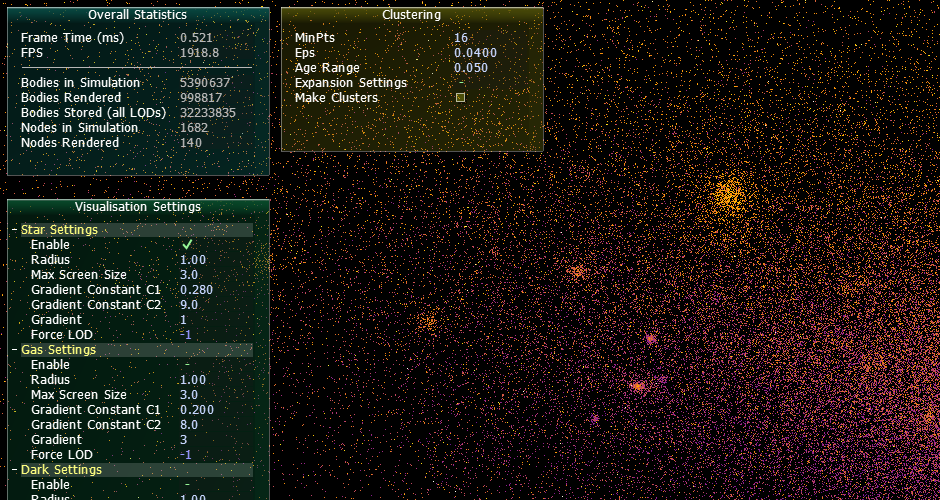 Overall Statistics
Frame Time (ms) 0.521
FPS 1918.8
Bodies in Simulation 5390637
Bodies Rendered 998817
Bodies Stored (all LODs) 32233835
Nodes in Simulation 1682
Nodes Rendered 140
Clustering
MinPts 16
Eps 0.0400
Age Range 0.050
Expansion Settings
Make Clusters
Visualisation Settings
- Star Settings
Enable ✓
Radius 1.00
Max Screen Size 3.0
Gradient Constant C1 0.280
Gradient Constant C2 9.0
Gradient 1
Force LOD -1
- Gas Settings
Enable -
Radius 1.00
Max Screen Size 3.0
Gradient Constant C1 0.200
Gradient Constant C2 8.0
Gradient 3
Force LOD -1
- Dark Settings
Enable -
Radius 1.00